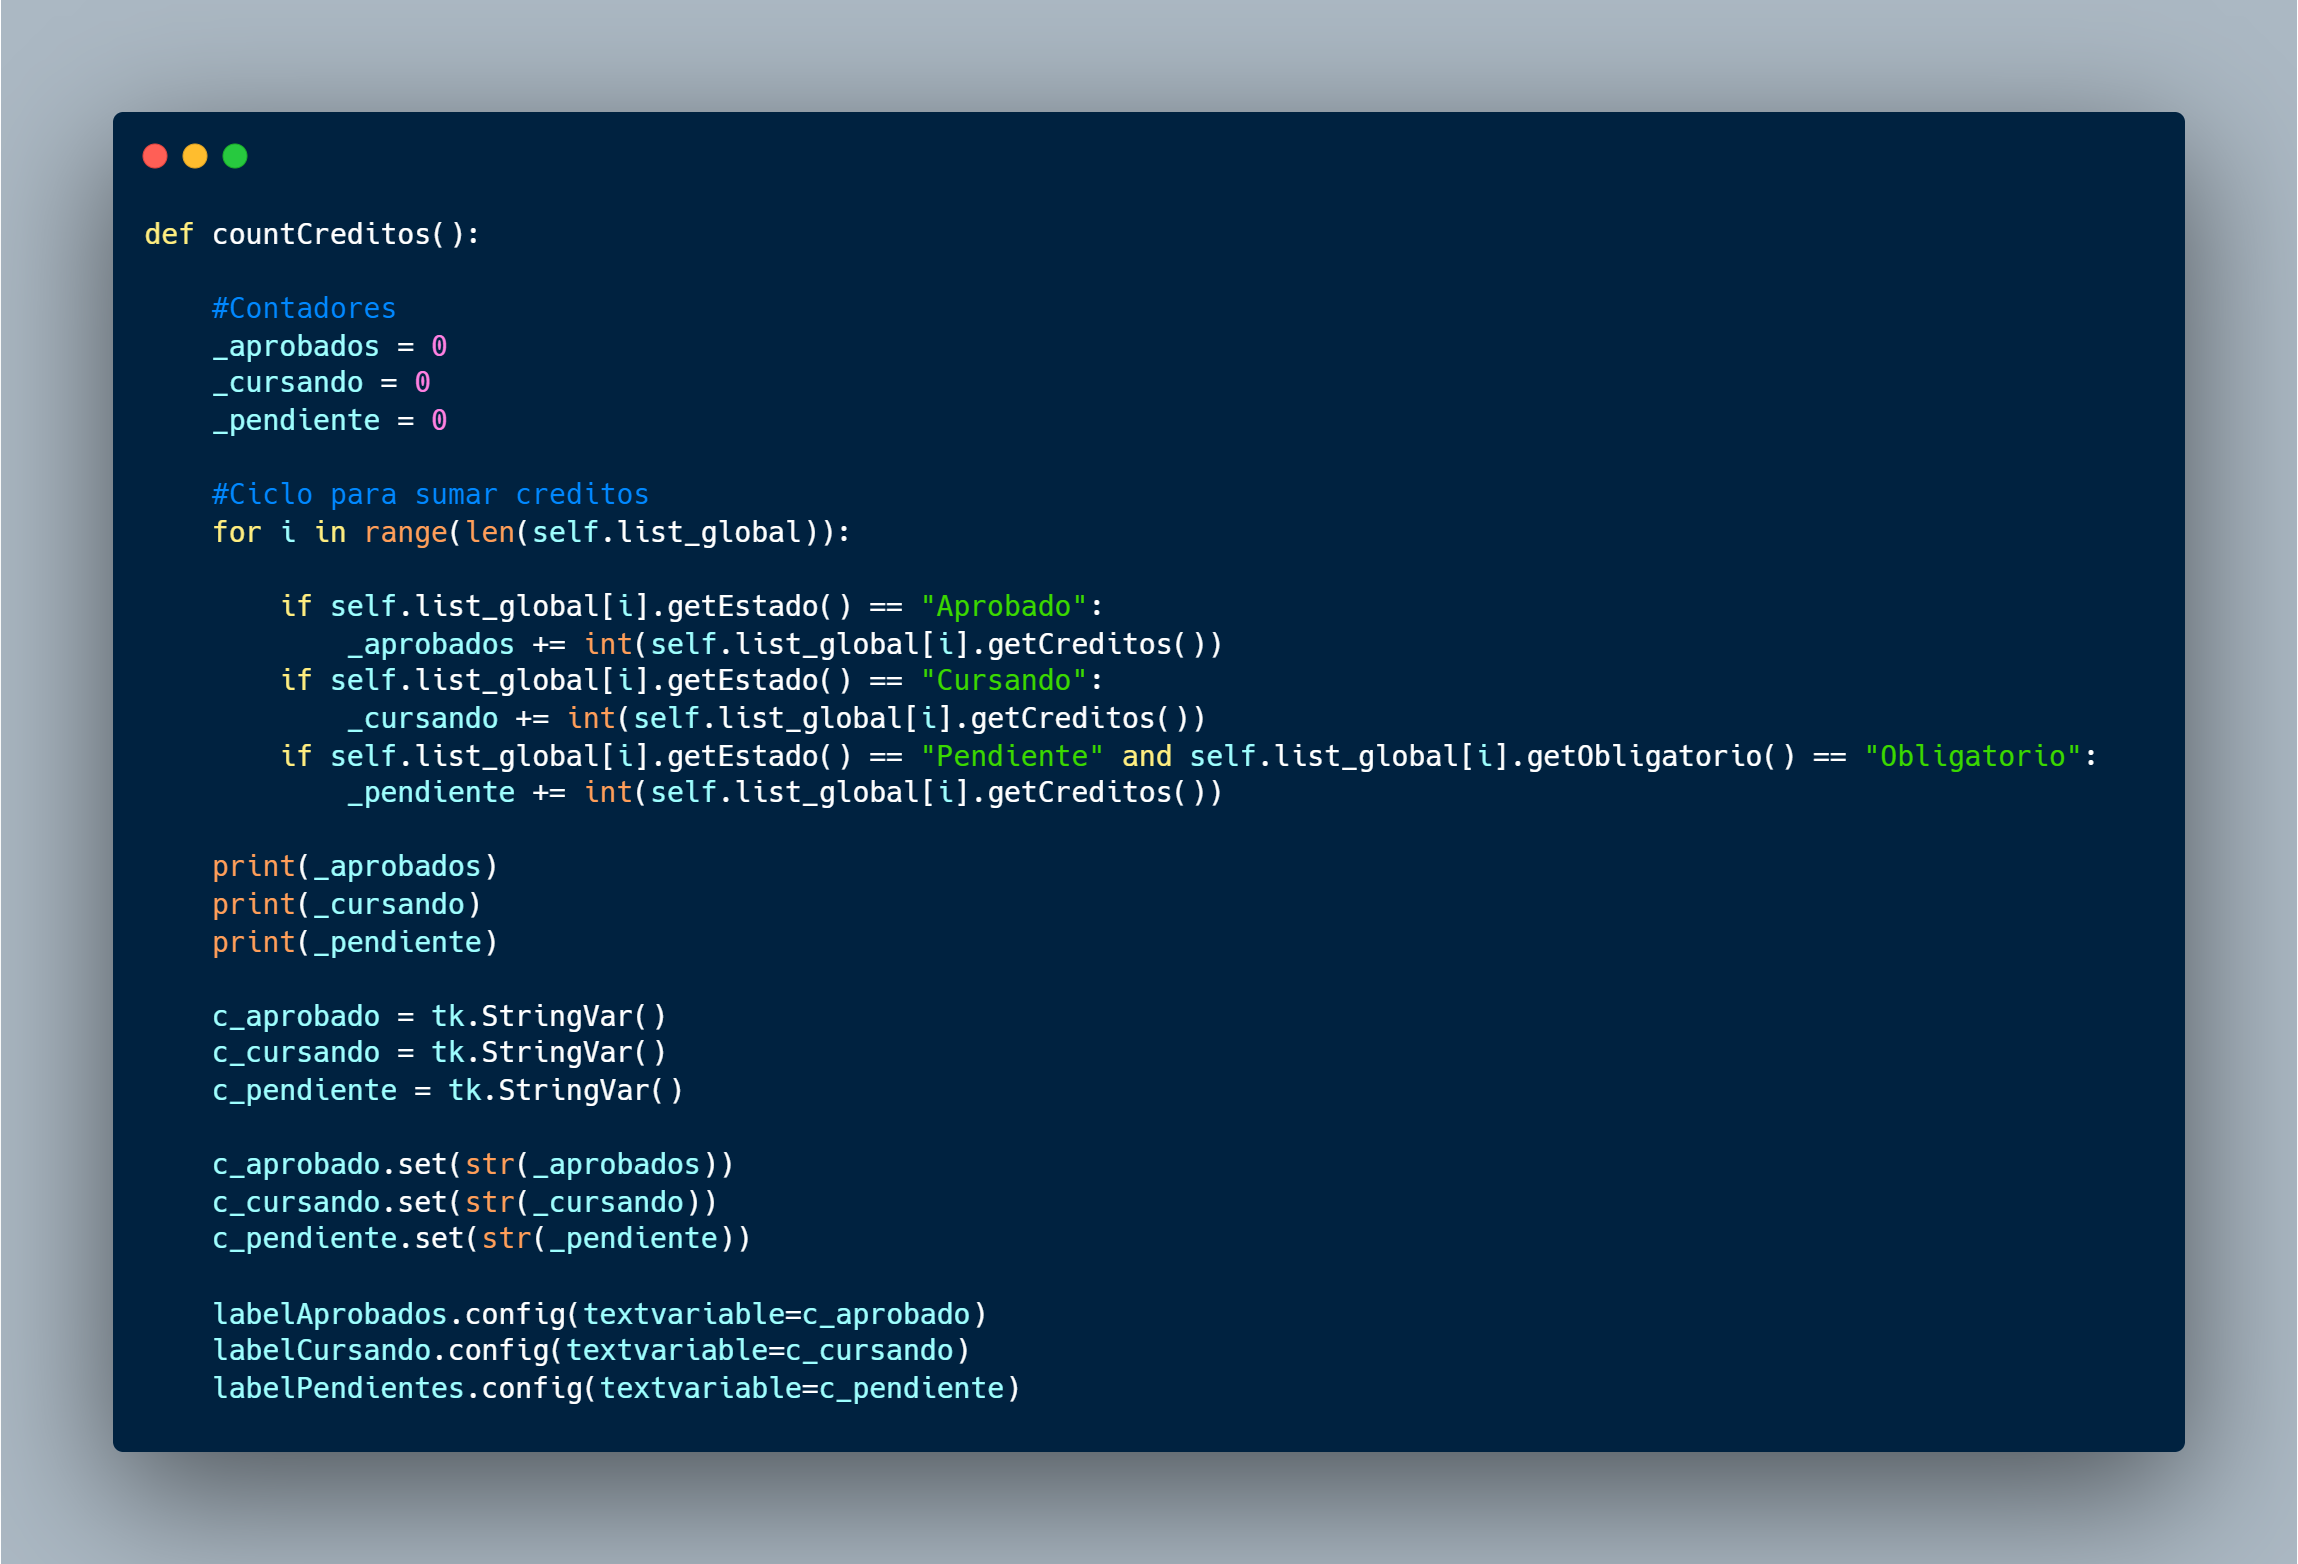 def countCreditos():

    #Contadores
    _aprobados = 0
    _cursando = 0
    _pendiente = 0

    #Ciclo para sumar creditos
    for i in range(len(self.list_global)):

        if self.list_global[i].getEstado() == "Aprobado":
            _aprobados += int(self.list_global[i].getCreditos())
        if self.list_global[i].getEstado() == "Cursando":
            _cursando += int(self.list_global[i].getCreditos())
        if self.list_global[i].getEstado() == "Pendiente" and self.list_global[i].getObligatorio() == "Obligatorio":
            _pendiente += int(self.list_global[i].getCreditos())

    print(_aprobados)
    print(_cursando)
    print(_pendiente)

    c_aprobado = tk.StringVar()
    c_cursando = tk.StringVar()
    c_pendiente = tk.StringVar()

    c_aprobado.set(str(_aprobados))
    c_cursando.set(str(_cursando))
    c_pendiente.set(str(_pendiente))

    labelAprobados.config(textvariable=c_aprobado)
    labelCursando.config(textvariable=c_cursando)
    labelPendientes.config(textvariable=c_pendiente)